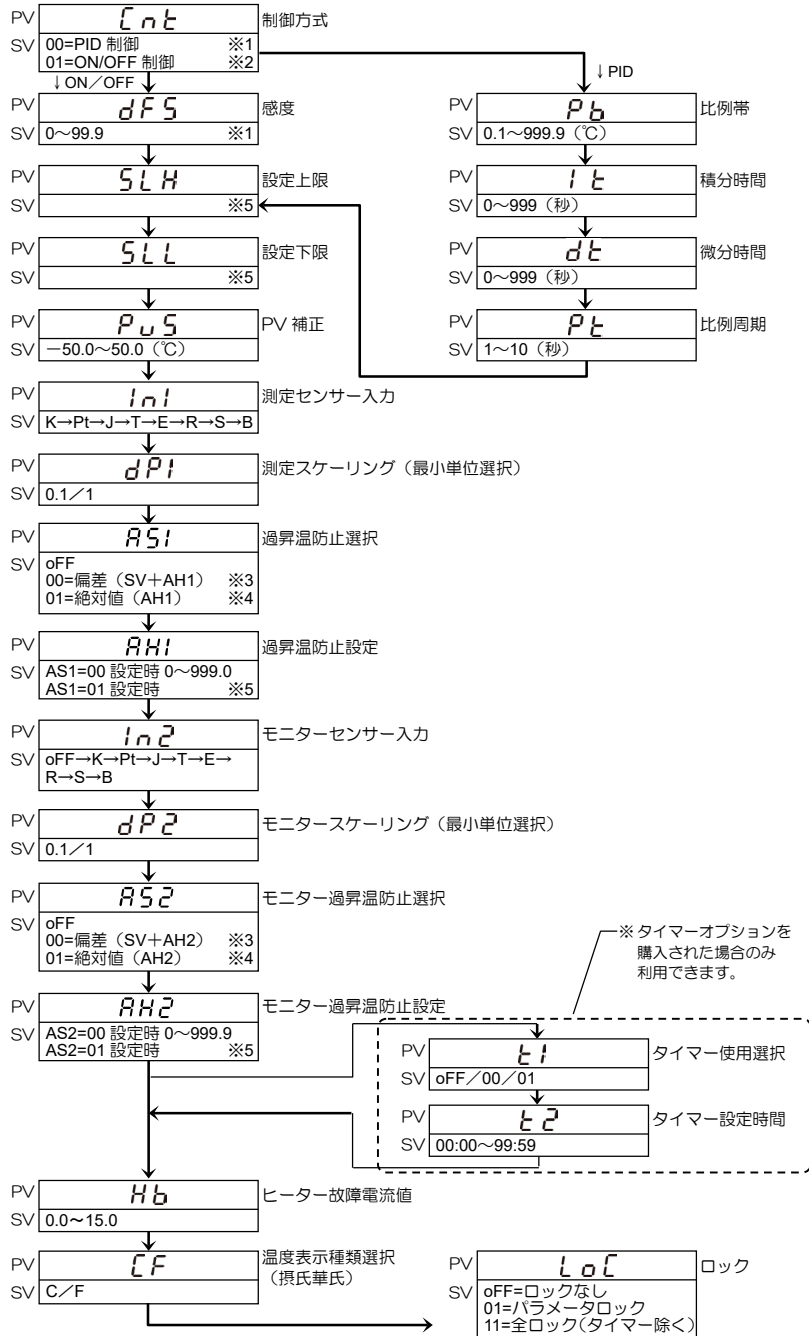 PV Cnt 制御方式
SV 00=PID 制御 ※1
01=ON/OFF 制御 ※2
↓ON／OFF
↓PID
PV dFS 感度
SV 0～99.9 ※1
PV Pb 比例帯
SV 0.1～999.9（℃）
PV SLH 設定上限
SV ※5
PV It 積分時間
SV 0～999（秒）
PV SLL 設定下限
SV ※5
PV dt 微分時間
SV 0～999（秒）
PV PvS PV 補正
SV －50.0～50.0（℃）
PV Pt 比例周期
SV 1～10（秒）
PV In1 測定センサー入力
SV K→Pt→J→T→E→R→S→B
PV dP1 測定スケーリング（最小単位選択）
SV 0.1／1
PV AS1 過昇温防止選択
SV oFF
00=偏差（SV＋AH1） ※3
01=絶対値（AH1） ※4
PV AH1 過昇温防止設定
SV AS1=00 設定時 0～999.0
AS1=01 設定時 ※5
PV In2 モニターセンサー入力
SV oFF→K→Pt→J→T→E→
R→S→B
PV dP2 モニタースケーリング（最小単位選択）
SV 0.1／1
PV AS2 モニター過昇温防止選択
SV oFF
00=偏差（SV＋AH2） ※3
01=絶対値（AH2） ※4
※タイマーオプションを
購入された場合のみ
利用できます。
PV AH2 モニター過昇温防止設定
SV AS2=00 設定時 0～999.9
AS2=01 設定時 ※5
PV t1 タイマー使用選択
SV oFF／00／01
PV t2 タイマー設定時間
SV 00:00～99:59
PV Hb ヒーター故障電流値
SV 0.0～15.0
PV CF 温度表示種類選択
（摂氏華氏）
SV C／F
PV LoC ロック
SV oFF=ロックなし
01=パラメータロック
11=全ロック(タイマー除く)